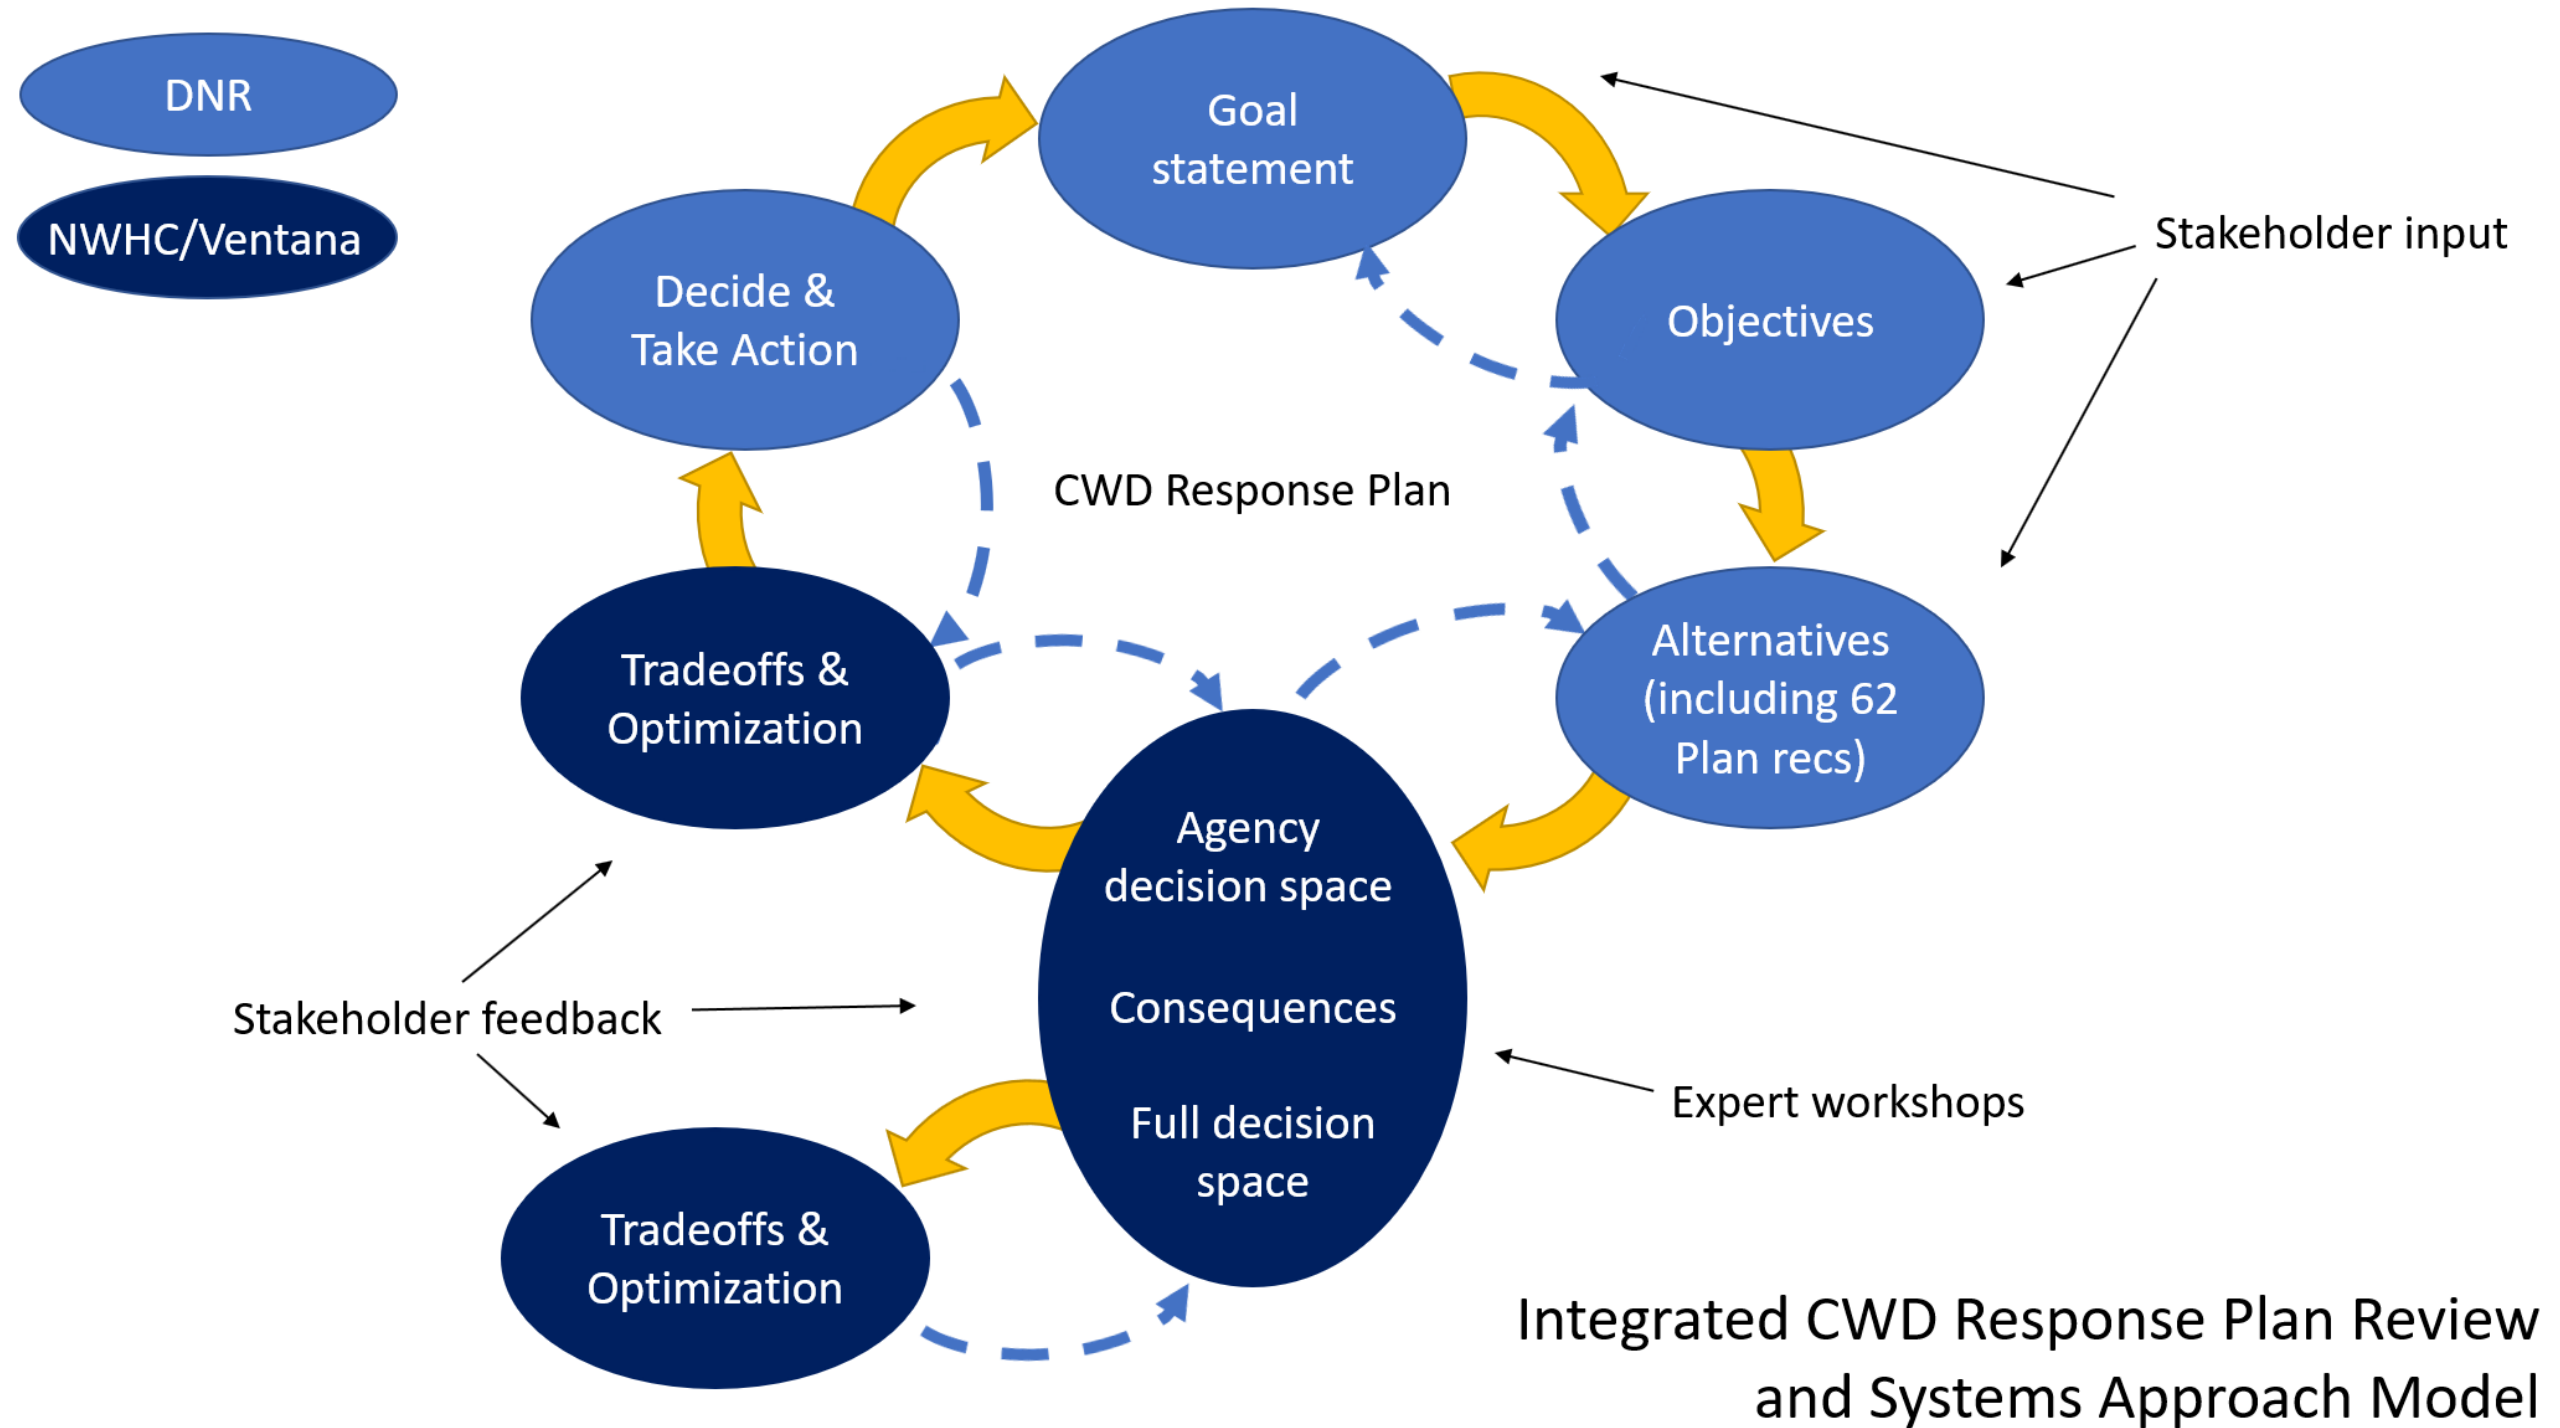 DNR
NWHC/Ventana
Goal
statement
Stakeholder input
Decide &
Take Action
Objectives
CWD Response Plan
Tradeoffs &
Optimization
Alternatives
(including 62
Plan recs)
Agency
decision space
Consequences
Full decision
space
Stakeholder feedback
Expert workshops
Tradeoffs &
Optimization
Integrated CWD Response Plan Review
and Systems Approach Model